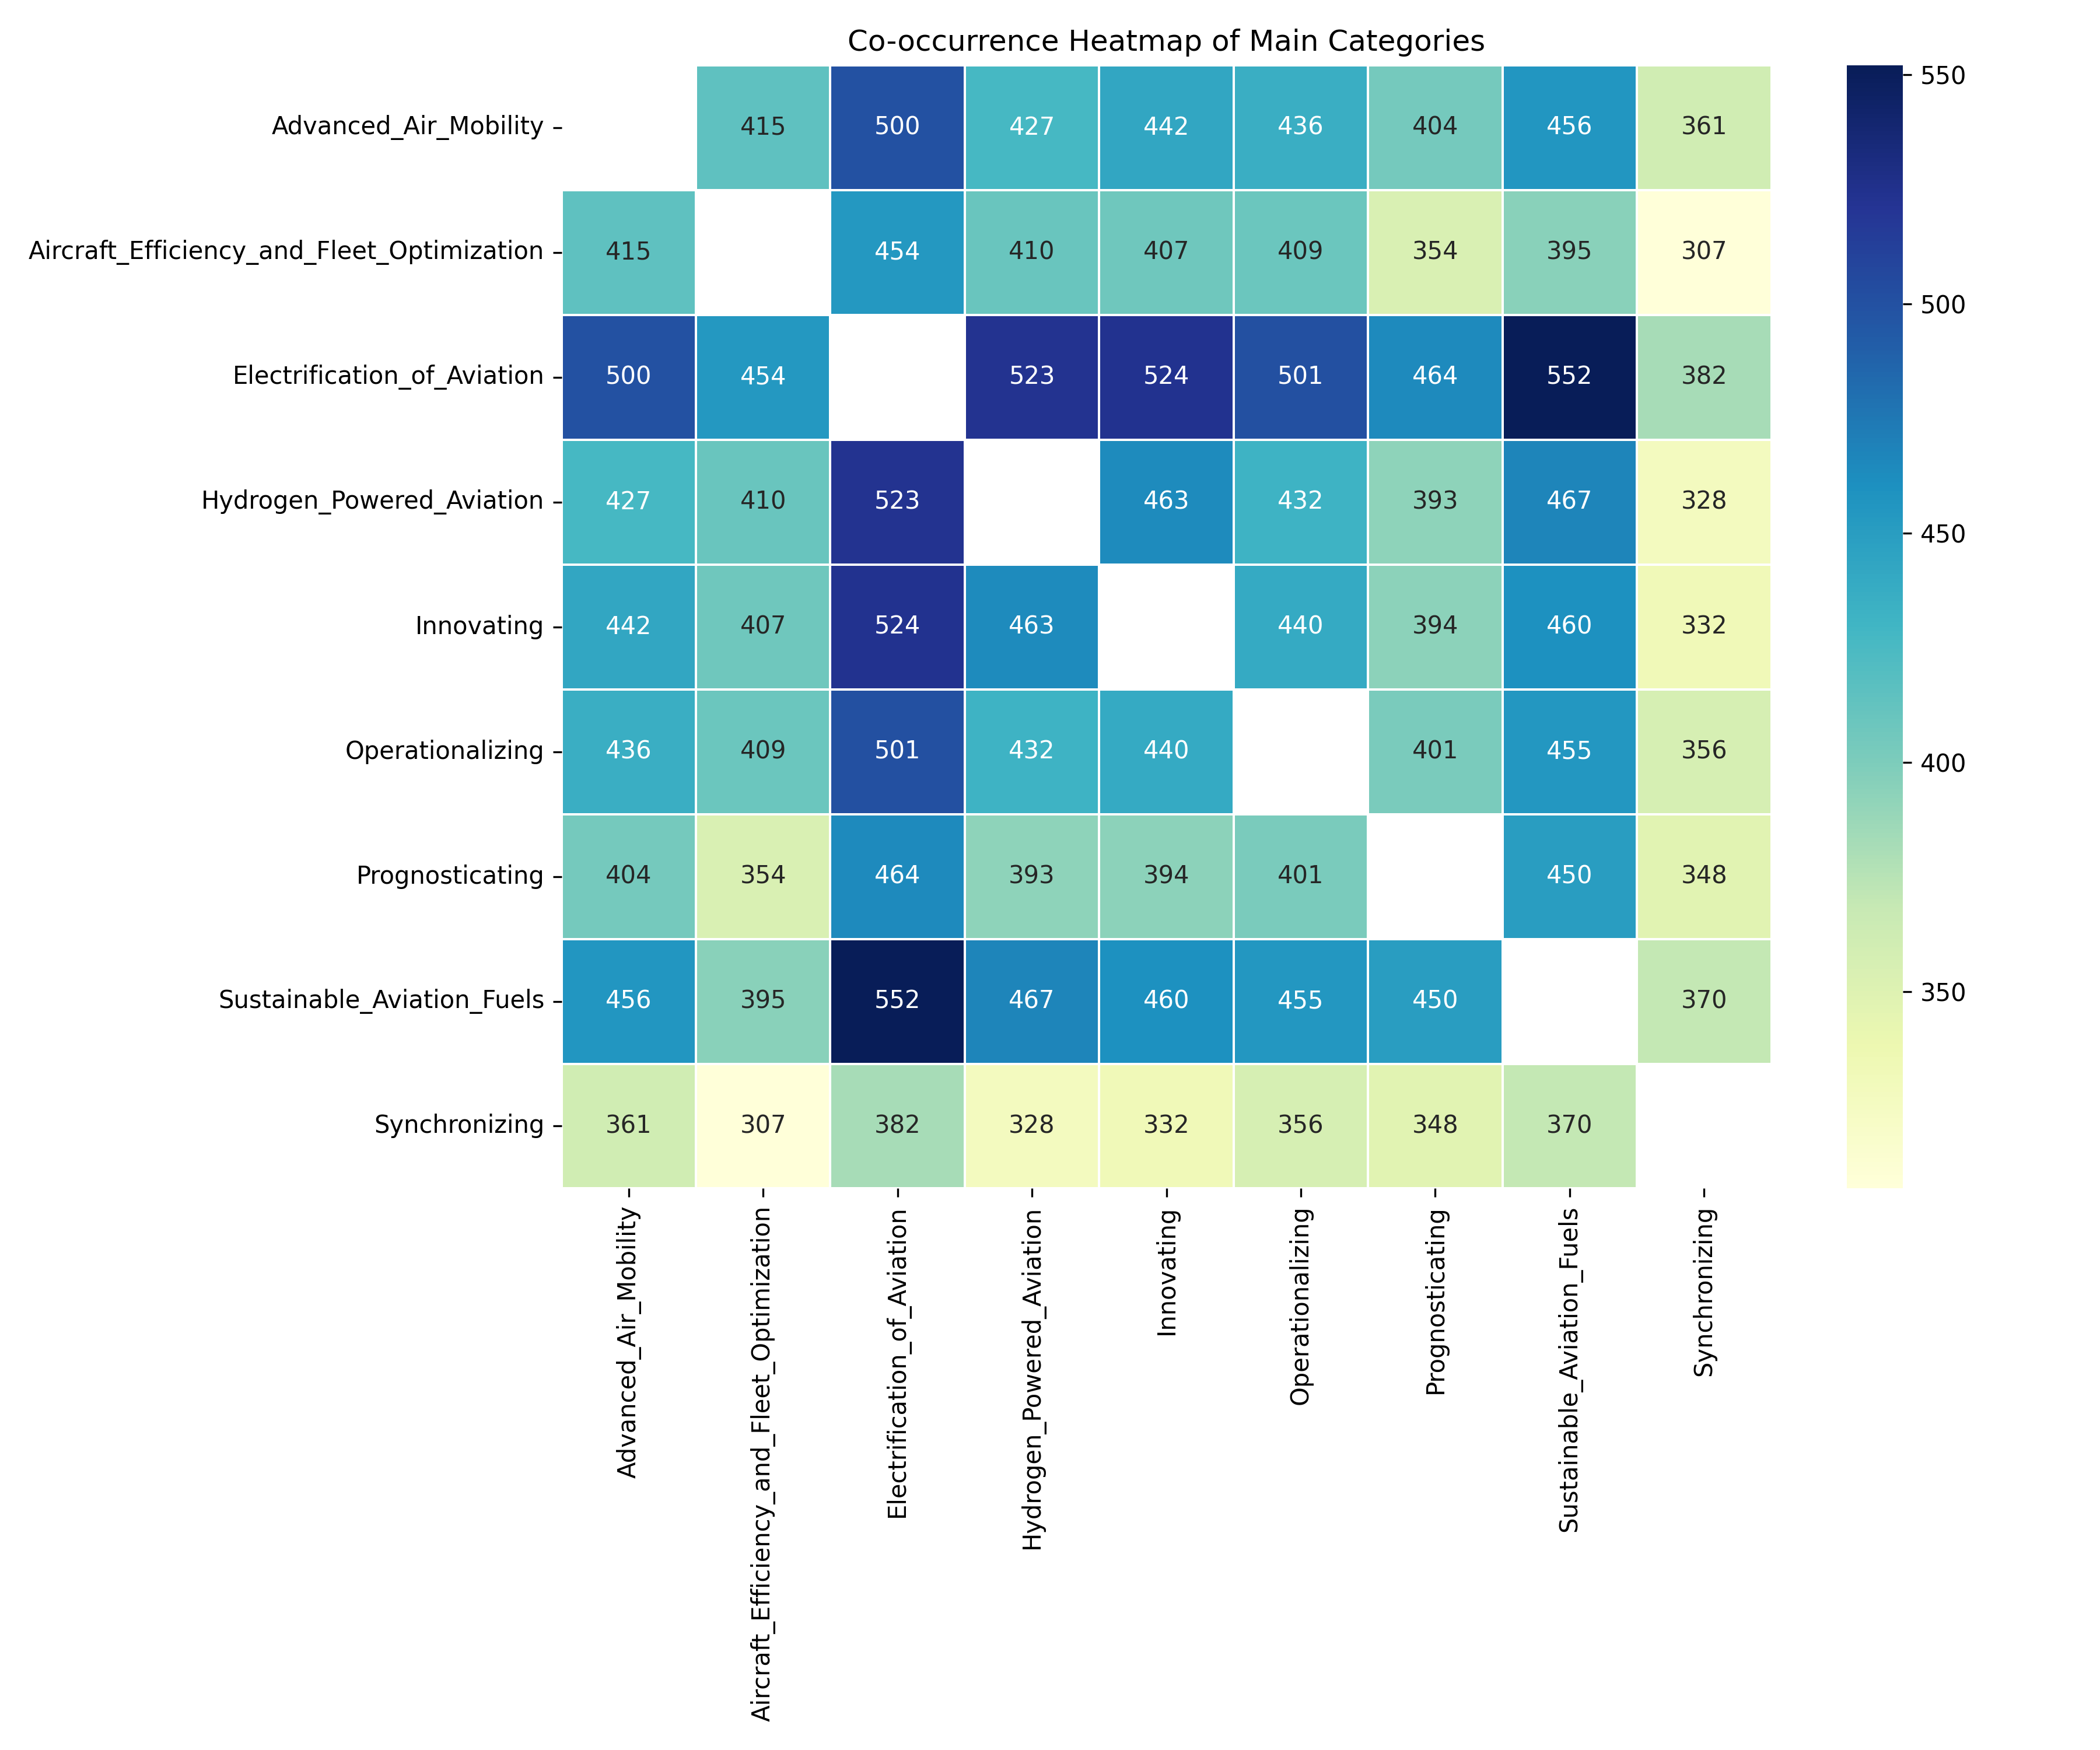 Co-occurrence Heatmap of Main Categories
Advanced_Air_Mobility 415 500 427 442 436 404 456 361
Aircraft_Efficiency_and_Fleet_Optimization 415 454 410 407 409 354 395 307
Electrification_of_Aviation 500 454 523 524 501 464 552 382
Hydrogen_Powered_Aviation 427 410 523 463 432 393 467 328
Innovating 442 407 524 463 440 394 460 332
Operationalizing 436 409 501 432 440 401 455 356
Prognosticating 404 354 464 393 394 401 450 348
Sustainable_Aviation_Fuels 456 395 552 467 460 455 450 370
Synchronizing 361 307 382 328 332 356 348 370
Advanced_Air_Mobility
Aircraft_Efficiency_and_Fleet_Optimization
Electrification_of_Aviation
Hydrogen_Powered_Aviation
Innovating
Operationalizing
Prognosticating
Sustainable_Aviation_Fuels
Synchronizing
550
500
450
400
350